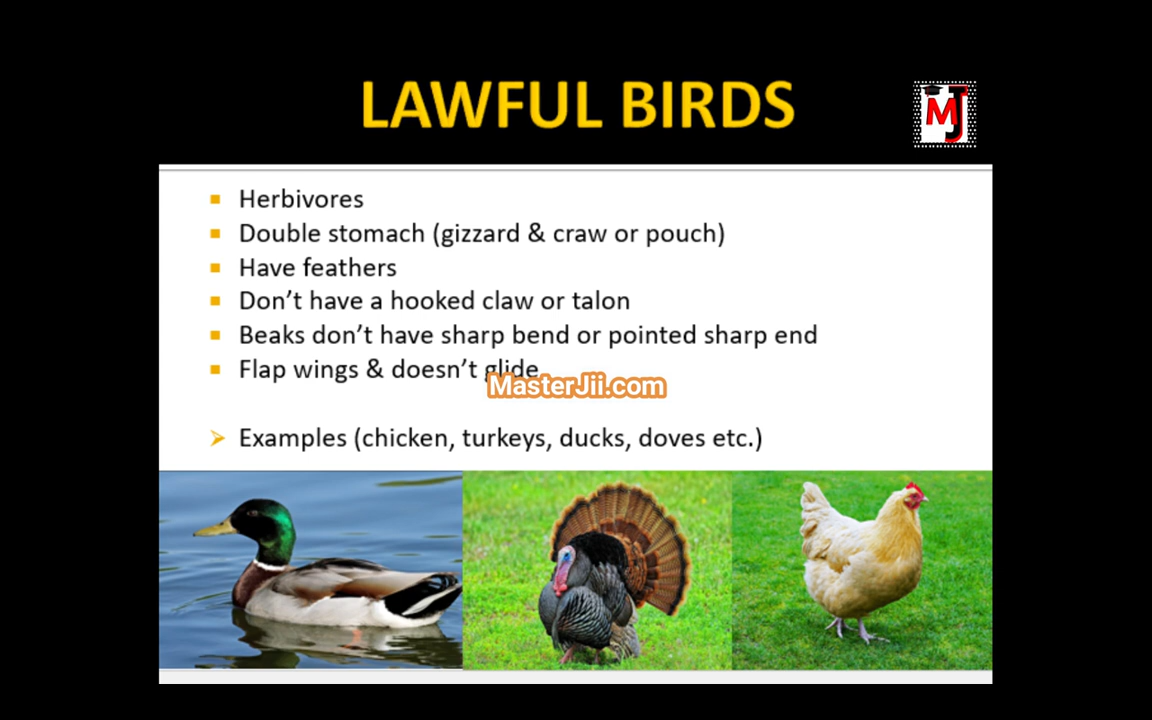 LAWFUL BIRDS
MJ
Herbivores
Double stomach (gizzard & craw or pouch)
Have feathers
Don't have a hooked claw or talon
Beaks don't have sharp bend or pointed sharp end
Flap wings & doesn't glide
MasterJii.com
Examples (chicken, turkeys, ducks, doves etc.)